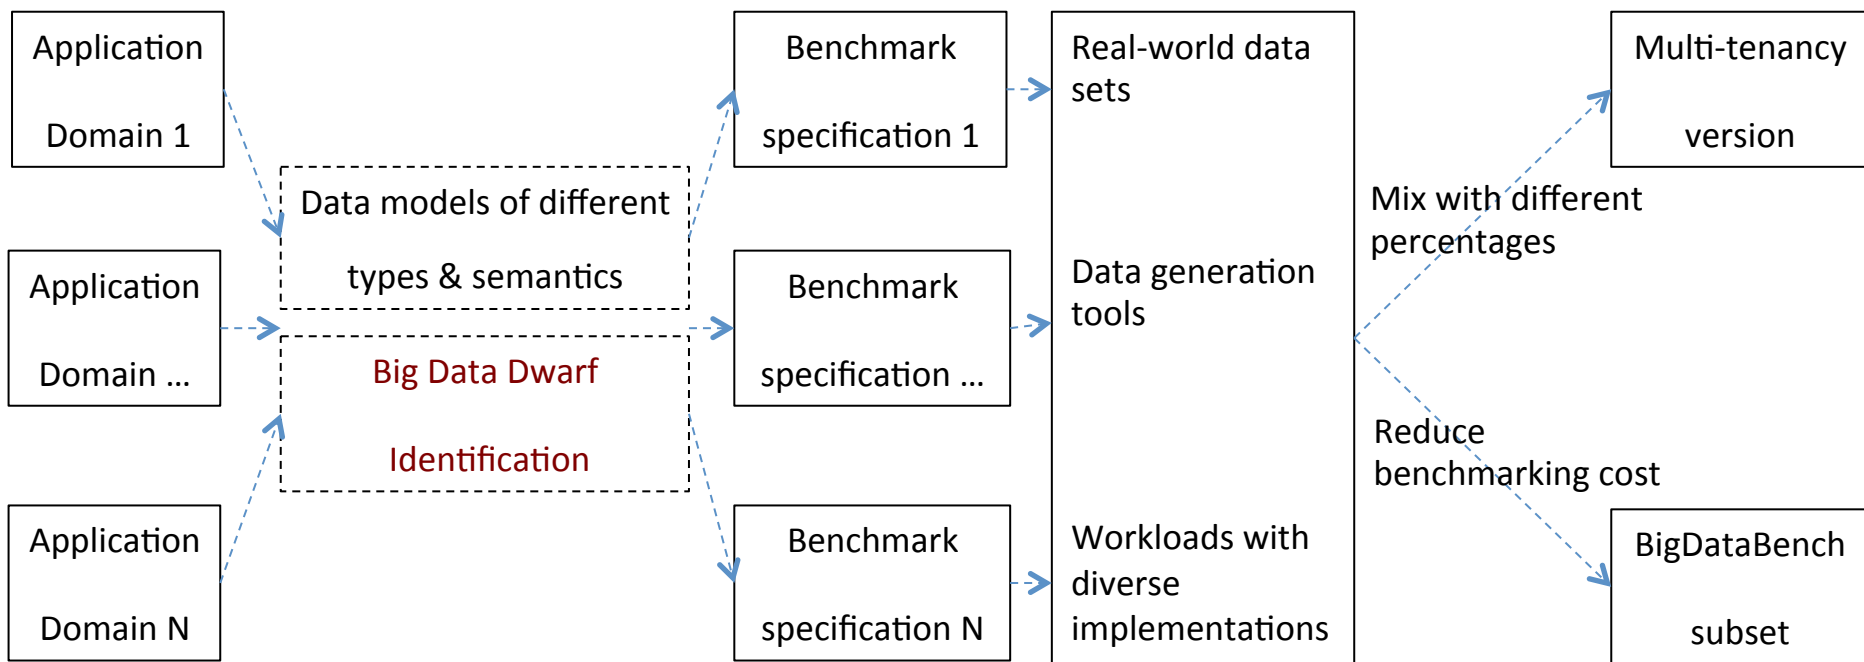 Application
Domain 1
Application
Domain ...
Application
Domain N
Data models of different
types & semantics
Big Data Dwarf
Identification
Benchmark
specification 1
Benchmark
specification ...
Benchmark
specification N
Real-world data
sets
Data generation
tools
Workloads with
diverse
implementations
Mix with different
percentages
Reduce
benchmarking cost
Multi-tenancy
version
BigDataBench
subset